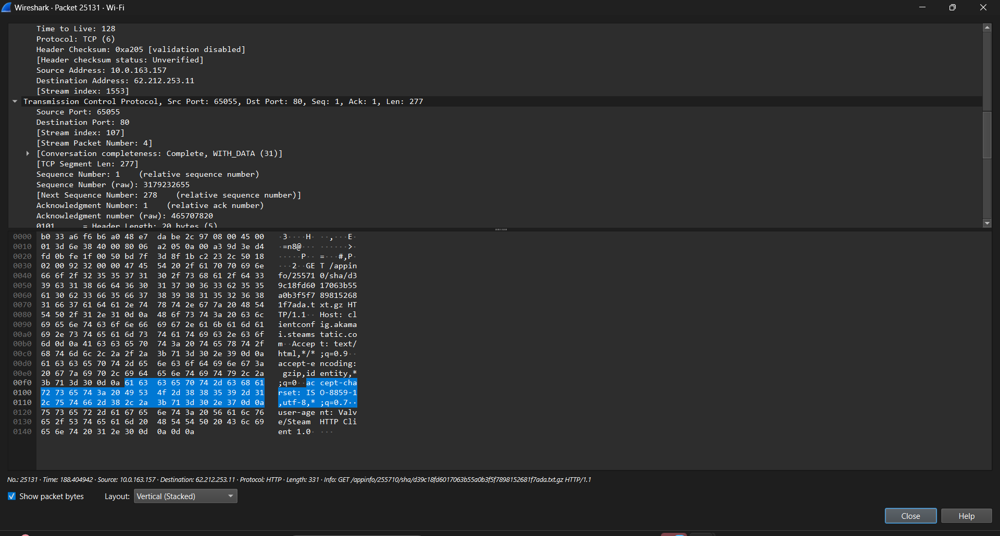 Wireshark · Packet 25131 · Wi-Fi
Time to Live: 128
Protocol: TCP (6)
Header Checksum: 0xa205 [validation disabled]
[Header checksum status: Unverified]
Source Address: 10.0.163.157
Destination Address: 62.212.253.11
[Stream index: 1553]
Transmission Control Protocol, Src Port: 65055, Dst Port: 80, Seq: 1, Ack: 1, Len: 277
Source Port: 65055
Destination Port: 80
[Stream index: 107]
[Stream Packet Number: 4]
[Conversation completeness: Complete, WITH_DATA (31)]
[TCP Segment Len: 277]
Sequence Number: 1    (relative sequence number)
Sequence Number (raw): 3179232655
[Next Sequence Number: 278    (relative sequence number)]
Acknowledgment Number: 1    (relative ack number)
Acknowledgment number (raw): 465707820
0101 .... = Header Length: 20 bytes (5)
0000 b0 33 a6 f6 b6 a0 48 e7 da be 2c 97 08 00 45 00 ·3····H· ··,···E·
0010 01 3d 6e 38 40 00 80 06 a2 05 0a 00 a3 9d 3e d4 ·=n8@··· ······>·
0020 fd 0b fe 1f 00 50 bd 7f 3d 8f 1b c2 23 2c 50 18 ·····P·· =···#,P·
0030 02 00 92 32 00 00 47 45 54 20 2f 61 70 70 69 6e ···2··GE T /appin
0040 66 6f 2f 32 35 35 37 31 30 2f 73 68 61 2f 64 33 fo/25571 0/sha/d3
0050 39 63 31 38 66 64 36 30 31 37 30 36 33 62 35 35 9c18fd60 17063b55
0060 61 30 62 33 66 35 66 37 38 39 38 31 35 32 36 38 a0b3f5f7 89815268
0070 31 66 37 61 64 61 2e 74 78 74 2e 67 7a 20 48 54 1f7ada.t xt.gz HT
0080 54 50 2f 31 2e 31 0d 0a 48 6f 73 74 3a 20 63 6c TP/1.1·· Host: cl
0090 69 65 6e 74 63 6f 6e 66 69 67 2e 61 6b 61 6d 61 ientconf ig.akama
00a0 69 2e 73 74 65 61 6d 73 74 61 74 69 63 2e 63 6f i.steams tatic.co
00b0 6d 0d 0a 41 63 63 65 70 74 3a 20 74 65 78 74 2f m··Accep t: text/
00c0 68 74 6d 6c 2c 2a 2f 2a 3b 71 3d 30 2e 39 0d 0a html,*/* ;q=0.9··
00d0 61 63 63 65 70 74 2d 65 6e 63 6f 64 69 6e 67 3a accept-e ncoding:
00e0 20 67 7a 69 70 2c 69 64 65 6e 74 69 74 79 2c 2a  gzip,id entity,*
00f0 3b 71 3d 30 0d 0a 61 63 63 65 70 74 2d 63 68 61 ;q=0··ac cept-cha
0100 72 73 65 74 3a 20 49 53 4f 2d 38 38 35 39 2d 31 rset: IS O-8859-1
0110 2c 75 74 66 2d 38 2c 2a 3b 71 3d 30 2e 37 0d 0a ,utf-8,* ;q=0.7··
0120 75 73 65 72 2d 61 67 65 6e 74 3a 20 56 61 6c 76 user-age nt: Valv
0130 65 2f 53 74 65 61 6d 20 48 54 54 50 20 43 6c 69 e/Steam  HTTP Cli
0140 65 6e 74 20 31 2e 30 0d 0a 0d 0a ent 1.0· ···
No.: 25131 · Time: 188.404942 · Source: 10.0.163.157 · Destination: 62.212.253.11 · Protocol: HTTP · Length: 331 · Info: GET /appinfo/255710/sha/d39c18fd6017063b55a0b3f5f7898152681f7ada.txt.gz HTTP/1.1
Show packet bytes Layout: Vertical (Stacked)
Close Help